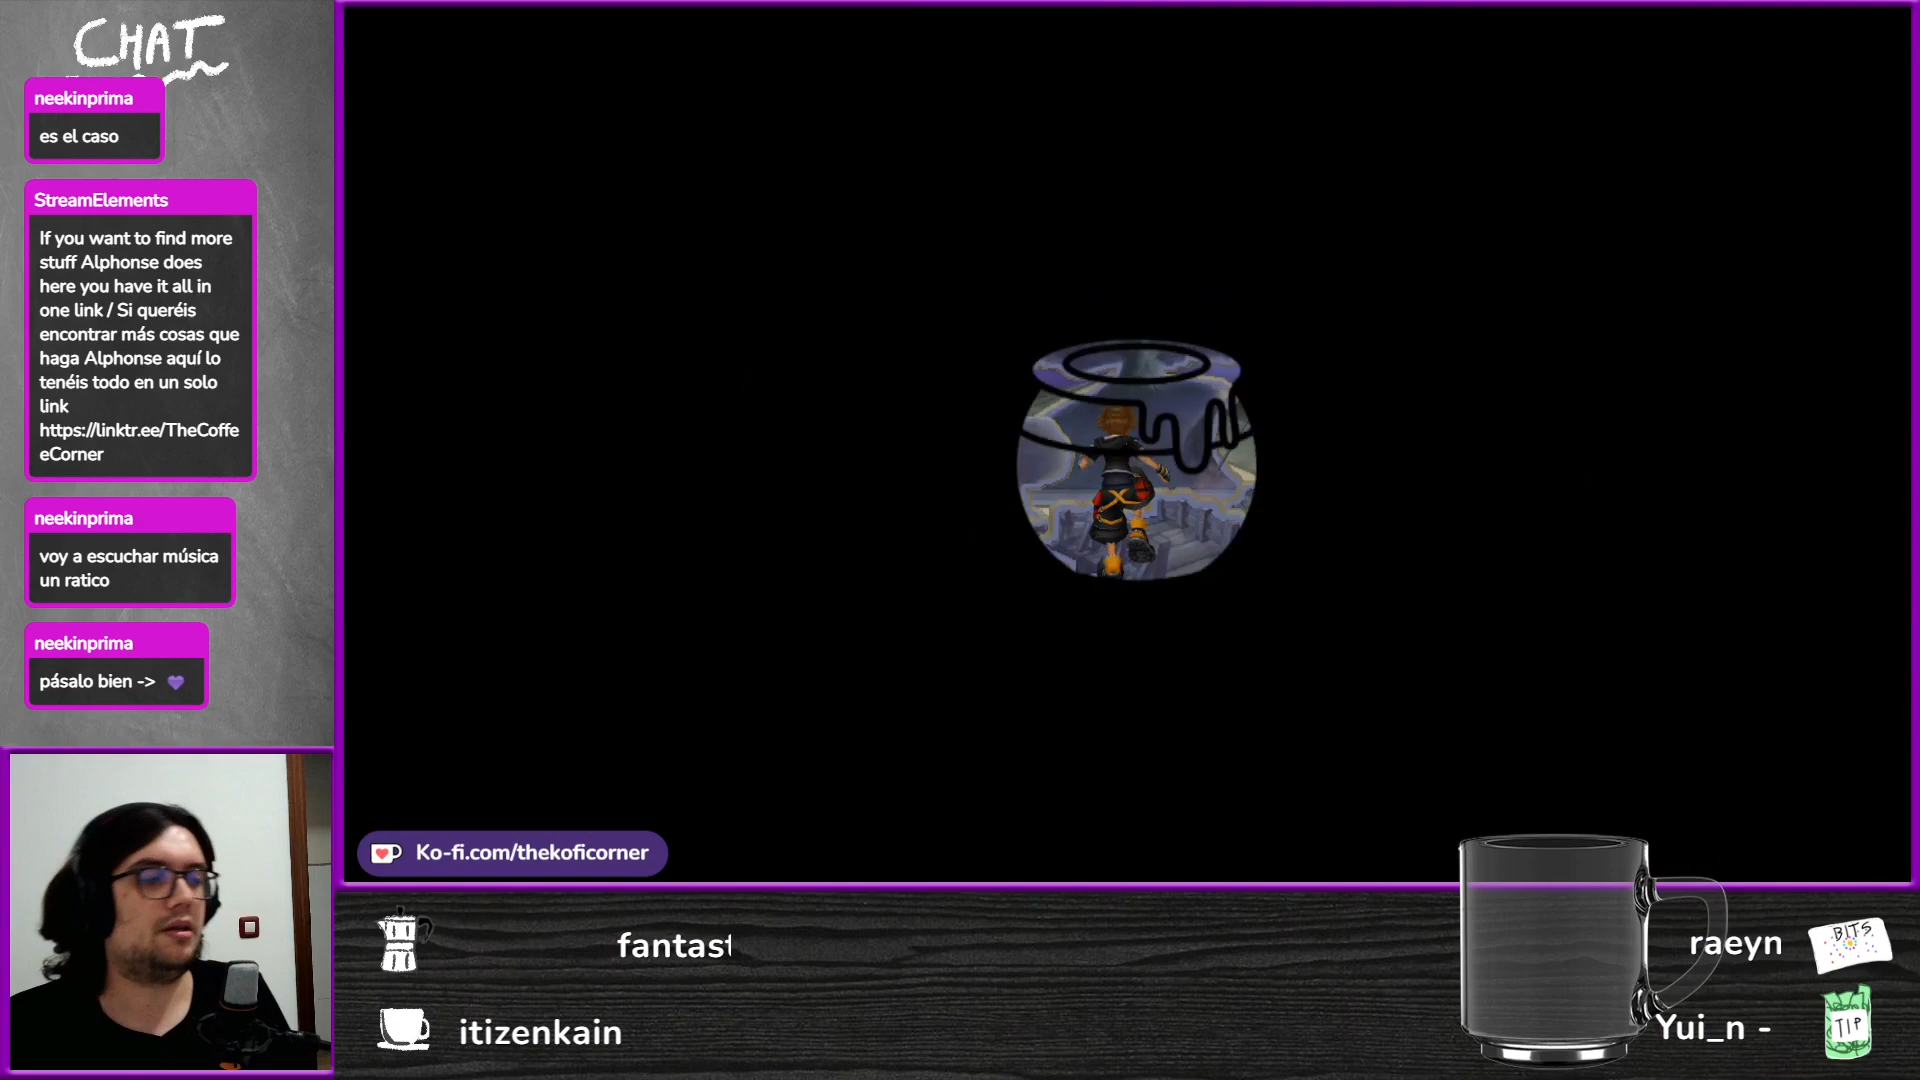 CHAT
neekinprima
es el caso
StreamElements
If you want to find more
stuff Alphonse does
here you have it all in
one link / Si queréis
encontrar más cosas que
haga Alphonse aquí lo
tenéis todo en un solo
link
https://linktr.ee/TheCoffe
eCorner
neekinprima
voy a escuchar música
un ratico
neekinprima
pásalo bien ->
Ko-fi.com/thekoficorner
fantast
raeyn
BITS
itizenkain
Yui_n -
TIP